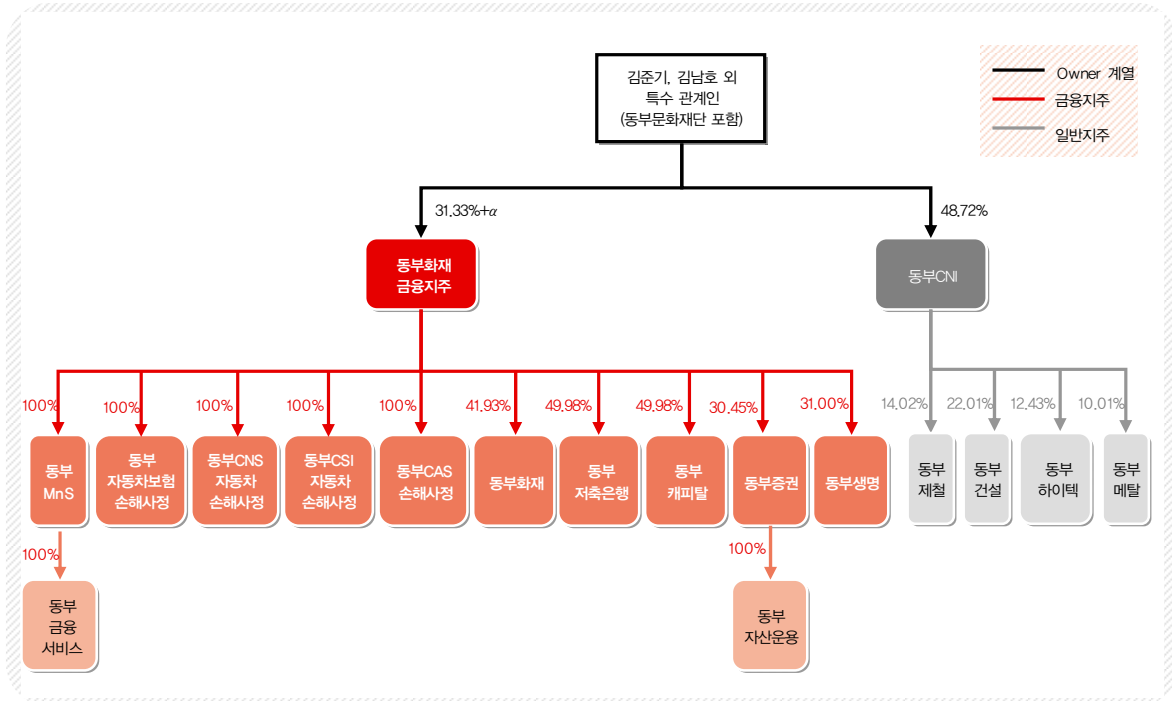 김준기, 김남호 외
특수 관계인
(동부문화재단 포함)
Owner 계열
금융지주
일반지주
31.33%+α
48.72%
동부화재
금융지주
동부CNI
100%
100%
100%
100%
100%
41.93%
49.98%
49.98%
30.45%
31.00%
14.02%
22.01%
12.43%
10.01%
동부
MnS
동부
자동차보험
손해사정
동부CNS
자동차
손해사정
동부CSI
자동차
손해사정
동부CAS
손해사정
동부화재
동부
저축은행
동부
캐피탈
동부증권
동부생명
동부
제철
동부
건설
동부
하이텍
동부
메탈
100%
100%
동부
금융
서비스
동부
자산운용